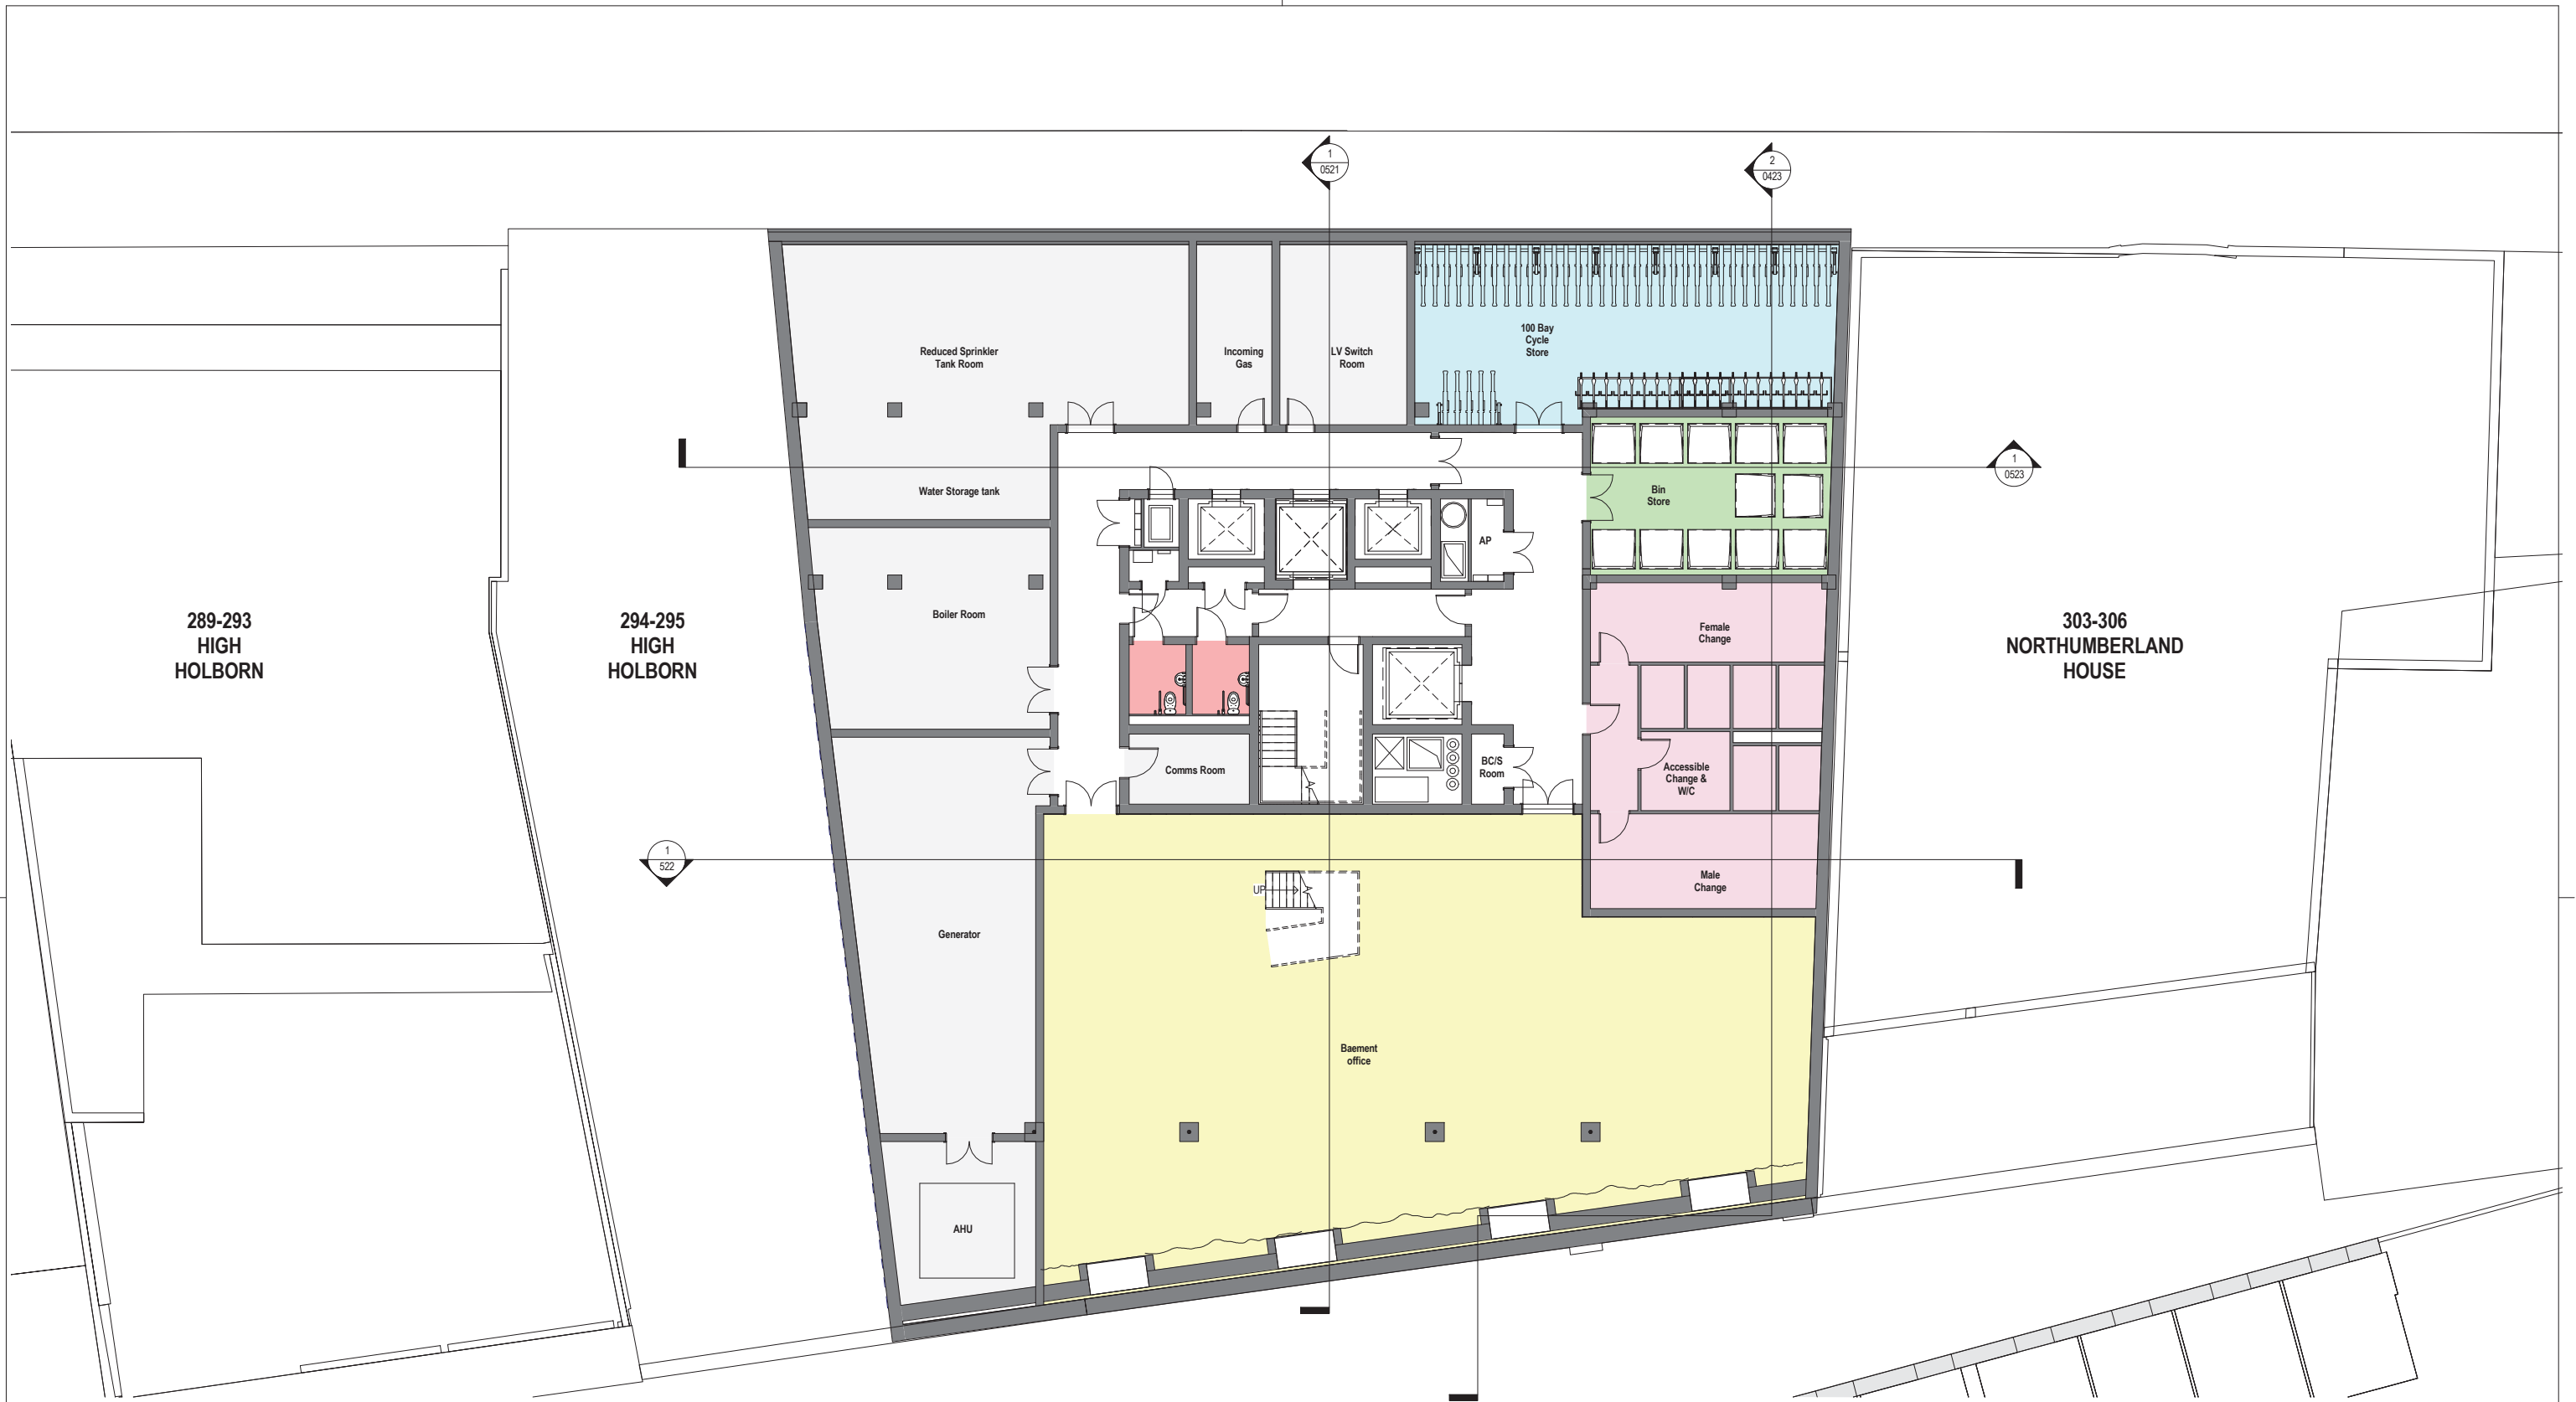 1
0521
2
0423
100 Bay
Cycle
Store
Reduced Sprinkler
Tank Room
Incoming
Gas
LV Switch
Room
1
0523
Water Storage tank
Bin
Store
AP
289-293
HIGH
HOLBORN
294-295
HIGH
HOLBORN
Boiler Room
Female
Change
303-306
NORTHUMBERLAND
HOUSE
Comms Room
BC/S
Room
Accessible
Change &
W/C
1
522
Male
Change
UP
Generator
Baement
office
AHU